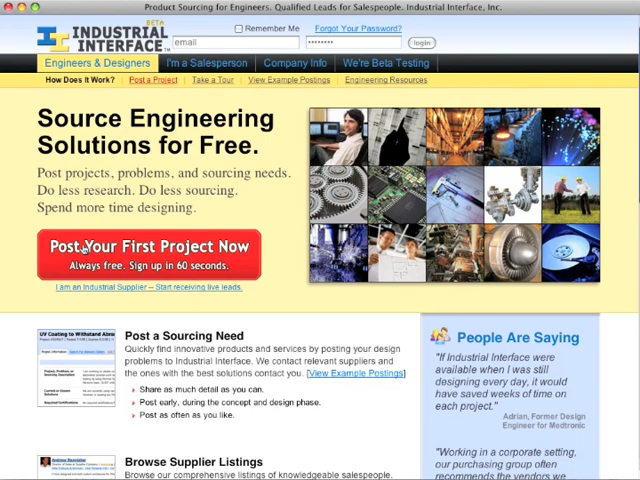 Product Sourcing for Engineers. Qualified Leads for Salespeople. Industrial Interface, Inc.
BETA
INDUSTRIAL
INTERFACE™
Remember Me
Forgot Your Password?
email
••••••••
login
Engineers & Designers
I'm a Salesperson
Company Info
We're Beta Testing
How Does It Work?
Post a Project
Take a Tour
View Example Postings
Engineering Resources
Source Engineering
Solutions for Free.
Post projects, problems, and sourcing needs.
Do less research. Do less sourcing.
Spend more time designing.
Post Your First Project Now
Always free. Sign up in 60 seconds.
I am an Industrial Supplier -- Start receiving live leads.
UV Coating to Withstand Abra
Post a Sourcing Need
Quickly find innovative products and services by posting your design
problems to Industrial Interface. We contact relevant suppliers and
the ones with the best solutions contact you. [View Example Postings]
Share as much detail as you can.
Post early, during the concept and design phase.
Post as often as you like.
Browse Supplier Listings
Browse our comprehensive listings of knowledgeable salespeople.
People Are Saying
"If Industrial Interface were
available when I was still
designing every day, it would
have saved weeks of time on
each project."
Adrian, Former Design
Engineer for Medtronic
"Working in a corporate setting,
our purchasing group often
recommends the vendors we